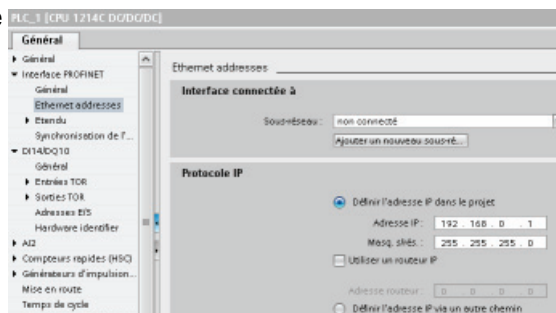 PLC_1 [CPU 1214C DC/DC/DC]
Général
Général
Interface PROFINET
Général
Ethernet addresses
Etendu
Synchronisation de l'...
DI14/DQ10
Général
Entrées TOR
Sorties TOR
Adresses E/S
Hardware identifier
AI2
Compteurs rapides (HSC)
Générateurs d'impulsion...
Mise en route
Temps de cycle
Ethernet addresses
Interface connectée à
Sous-réseau : non connecté
Ajouter un nouveau sous-ré...
Protocole IP
Définir l'adresse IP dans le projet
Adresse IP : 192 . 168 . 0 . 1
Masq. s/rés. : 255 . 255 . 255 . 0
Utiliser un routeur IP
Adresse routeur : 0 . 0 . 0 . 0
Définir l'adresse IP via un autre chemin